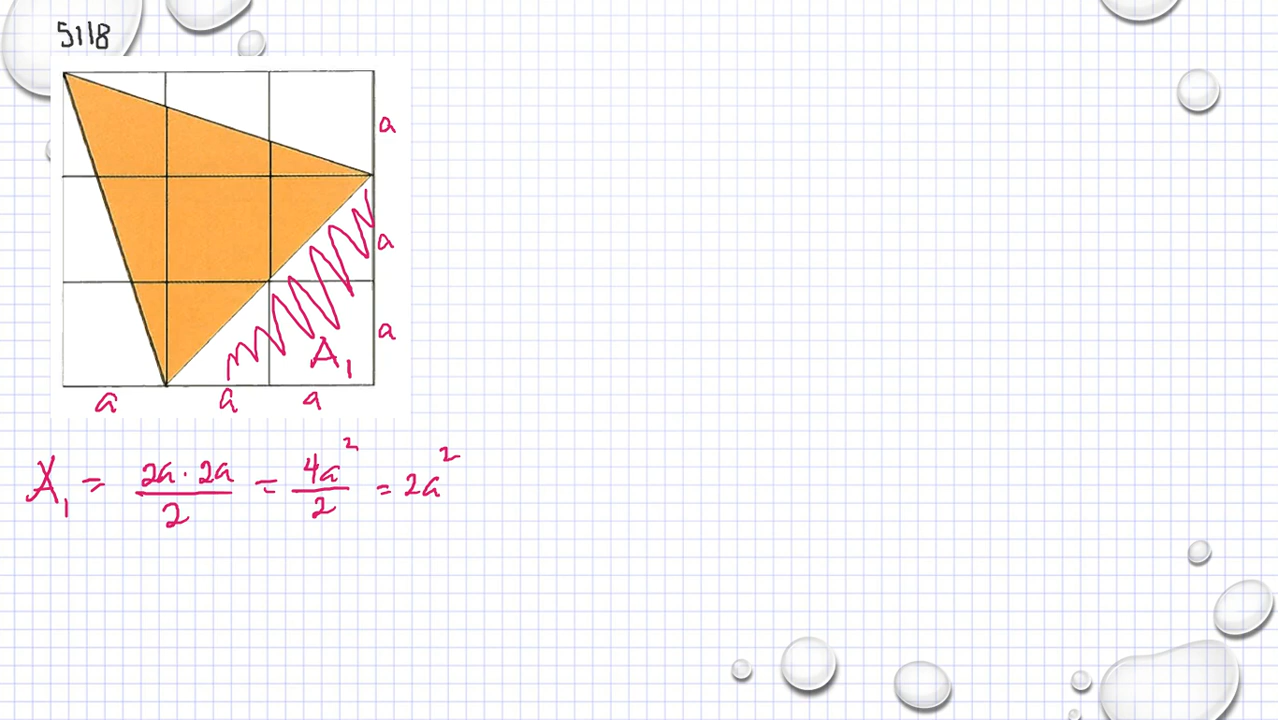 5118
a
a
a
A₁
a a a
A₁ = (2a · 2a)/2 = 4a²/2 = 2a²